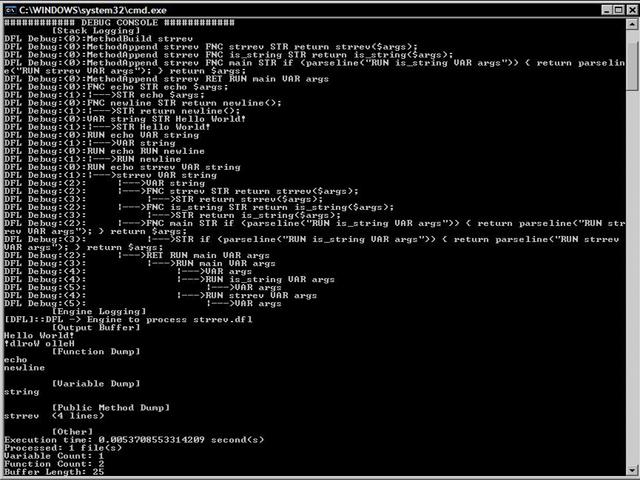 C:\WINDOWS\system32\cmd.exe
############ DEBUG CONSOLE ############
[Stack Logging]
DFL Debug:(0):MethodBuild strrev
DFL Debug:(0):MethodAppend strrev FNC strrev STR return strrev($args);
DFL Debug:(0):MethodAppend strrev FNC is_string STR return is_string($args);
DFL Debug:(0):MethodAppend strrev FNC main STR if (parseline("RUN is_string VAR args")) { return parselin
e("RUN strrev VAR args"); } return $args;
DFL Debug:(0):MethodAppend strrev RET RUN main VAR args
DFL Debug:(0):FNC echo STR echo $args;
DFL Debug:(1):¦--->STR echo $args;
DFL Debug:(0):FNC newline STR return newline();
DFL Debug:(1):¦--->STR return newline();
DFL Debug:(0):VAR string STR Hello World!
DFL Debug:(1):¦--->STR Hello World!
DFL Debug:(0):RUN echo VAR string
DFL Debug:(1):¦--->VAR string
DFL Debug:(0):RUN echo RUN newline
DFL Debug:(1):¦--->RUN newline
DFL Debug:(0):RUN echo strrev VAR string
DFL Debug:(1):¦--->strrev VAR string
DFL Debug:(2): ¦--->VAR string
DFL Debug:(2): ¦--->FNC strrev STR return strrev($args);
DFL Debug:(3): ¦--->STR return strrev($args);
DFL Debug:(2): ¦--->FNC is_string STR return is_string($args);
DFL Debug:(3): ¦--->STR return is_string($args);
DFL Debug:(2): ¦--->FNC main STR if (parseline("RUN is_string VAR args")) { return parseline("RUN str
rev VAR args"); } return $args;
DFL Debug:(3): ¦--->STR if (parseline("RUN is_string VAR args")) { return parseline("RUN strrev
VAR args"); } return $args;
DFL Debug:(2): ¦--->RET RUN main VAR args
DFL Debug:(3): ¦--->RUN main VAR args
DFL Debug:(4): ¦--->VAR args
DFL Debug:(4): ¦--->RUN is_string VAR args
DFL Debug:(5): ¦--->VAR args
DFL Debug:(4): ¦--->RUN strrev VAR args
DFL Debug:(5): ¦--->VAR args
[Engine Logging]
[DFL]::DFL -> Engine to process strrev.dfl
[Output Buffer]
Hello World!
!dlroW olleH
[Function Dump]
echo
newline
[Variable Dump]
string
[Public Method Dump]
strrev (4 lines)
[Other]
Execution time: 0.0053708553314209 second(s)
Processed: 1 file(s)
Variable Count: 1
Function Count: 2
Buffer Length: 25